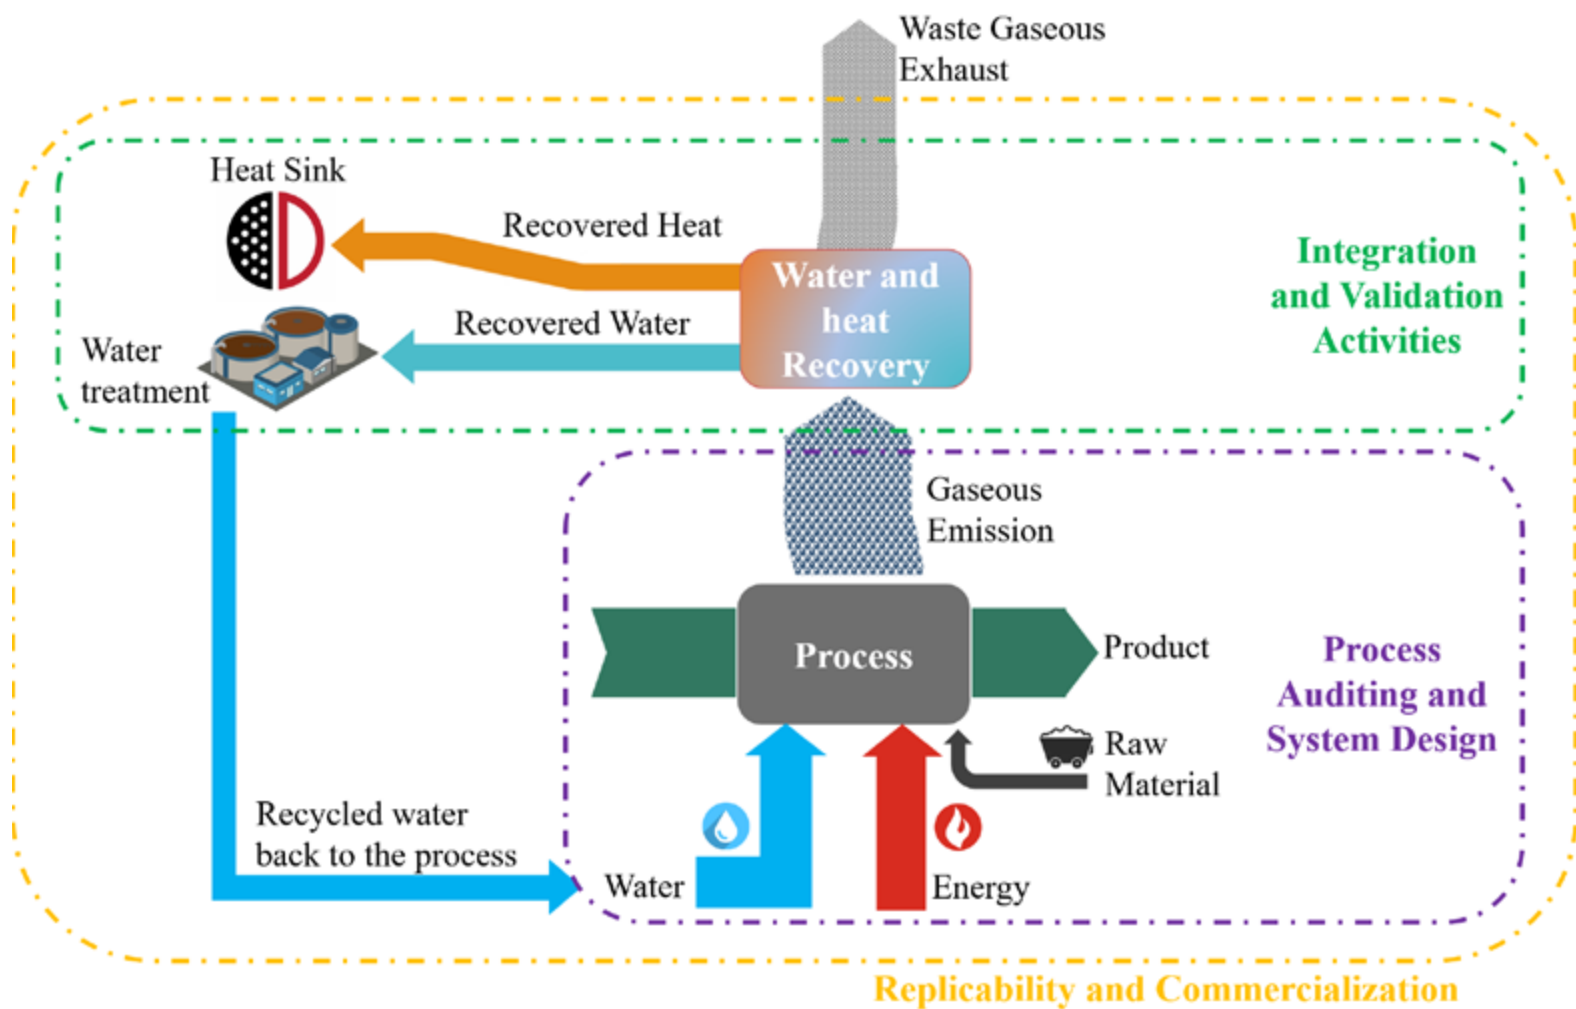 Waste Gaseous
Exhaust
Heat Sink
Recovered Heat
Water and
heat
Recovery
Integration
and Validation
Activities
Recovered Water
Water
treatment
Gaseous
Emission
Process
Product
Process
Auditing and
System Design
Raw
Material
Recycled water
back to the process
Water
Energy
Replicability and Commercialization